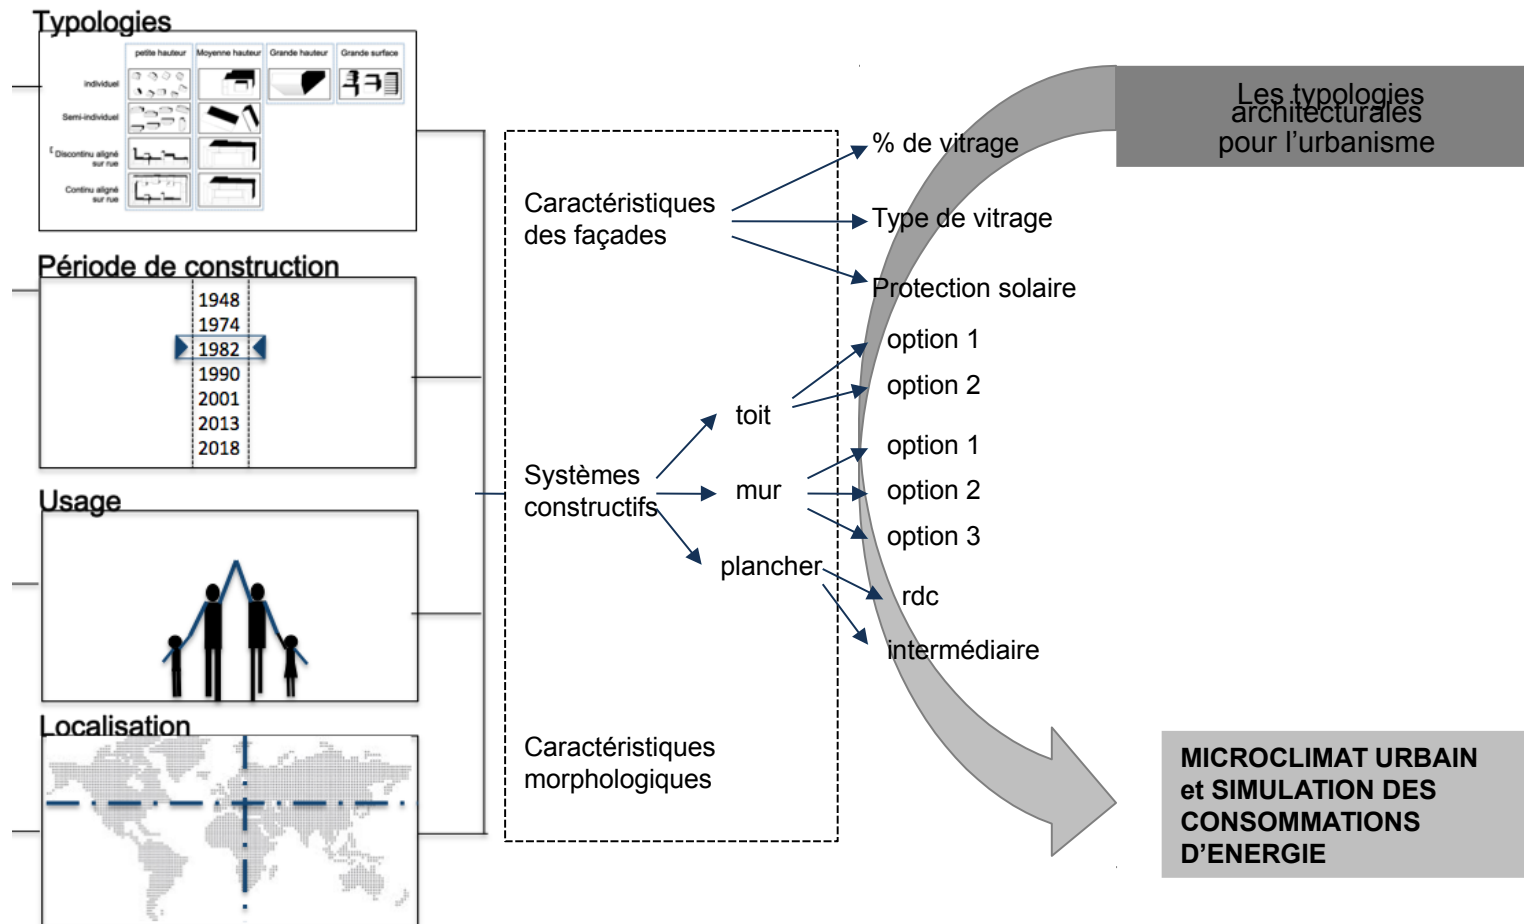 Typologies
petite hauteur
Moyenne hauteur
Grande hauteur
Grande surface
individuel
Semi-individuel
Discontinu aligné
sur rue
Continu aligné
sur rue
Période de construction
1948
1974
1982
1990
2001
2013
2018
Usage
Localisation
Caractéristiques
des façades
% de vitrage
Type de vitrage
Protection solaire
Systèmes
constructifs
toit
option 1
option 2
mur
option 1
option 2
option 3
plancher
rdc
intermédiaire
Caractéristiques
morphologiques
Les typologies
architecturales
pour l’urbanisme
MICROCLIMAT URBAIN
et SIMULATION DES
CONSOMMATIONS
D’ENERGIE